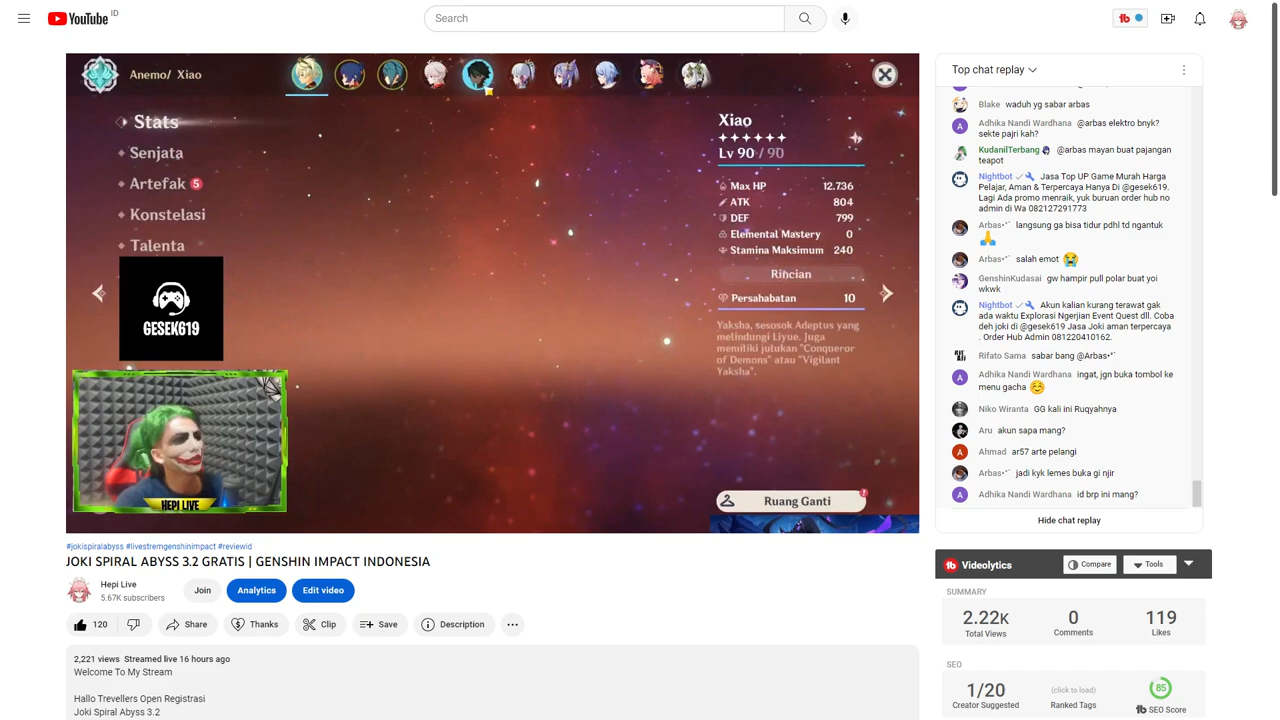 YouTube ID
Search
Anemo/ Xiao
Stats
Senjata
Artefak 5
Konstelasi
Talenta
GESEK619
HEPI LIVE
Xiao
Lv 90 / 90
Max HP 12.736
ATK 804
DEF 799
Elemental Mastery 0
Stamina Maksimum 240
Rincian
Persahabatan 10
Yaksha, sesosok Adeptus yang
melindungi Liyue. Juga
memiliki julukan "Conqueror
of Demons" atau "Vigilant
Yaksha".
Ruang Ganti
#jokispiralabyss #livestremgenshinimpact #reviewid
JOKI SPIRAL ABYSS 3.2 GRATIS | GENSHIN IMPACT INDONESIA
Hepi Live
5.67K subscribers
Join
Analytics
Edit video
120
Share
Thanks
Clip
Save
Description
2,221 views Streamed live 16 hours ago
Welcome To My Stream
Hallo Trevellers Open Registrasi
Joki Spiral Abyss 3.2
Top chat replay
Blake waduh yg sabar arbas
A Adhika Nandi Wardhana @arbas elektro bnyk?
sekte pajri kah?
KudanilTerbang @arbas mayan buat pajangan
teapot
Nightbot Jasa Top UP Game Murah Harga
Pelajar, Aman & Terpercaya Hanya Di @gesek619.
Lagi Ada promo menraik, yuk buruan order hub no
admin di Wa 082127291773
Arbas•*¨ langsung ga bisa tidur pdhl td ngantuk
🙏
Arbas•*¨ salah emot 😭
GenshinKudasai gw hampir pull polar buat yoi
wkwk
Nightbot Akun kalian kurang terawat gak
ada waktu Explorasi Ngerjian Event Quest dll. Coba
deh joki di @gesek619 Jasa Joki aman terpercaya
. Order Hub Admin 081220410162.
Rifato Sama sabar bang @Arbas•*¨
A Adhika Nandi Wardhana ingat, jgn buka tombol ke
menu gacha ☺️
Niko Wiranta GG kali ini Ruqyahnya
Aru akun sapa mang?
A Ahmad ar57 arte pelangi
Arbas•*¨ jadi kyk lemes buka gi njir
A Adhika Nandi Wardhana id brp ini mang?
Hide chat replay
tb Videolytics
Compare
Tools
SUMMARY
2.22K 0 119
Total Views Comments Likes
SEO
1/20 (click to load) 85
Creator Suggested Ranked Tags tb SEO Score